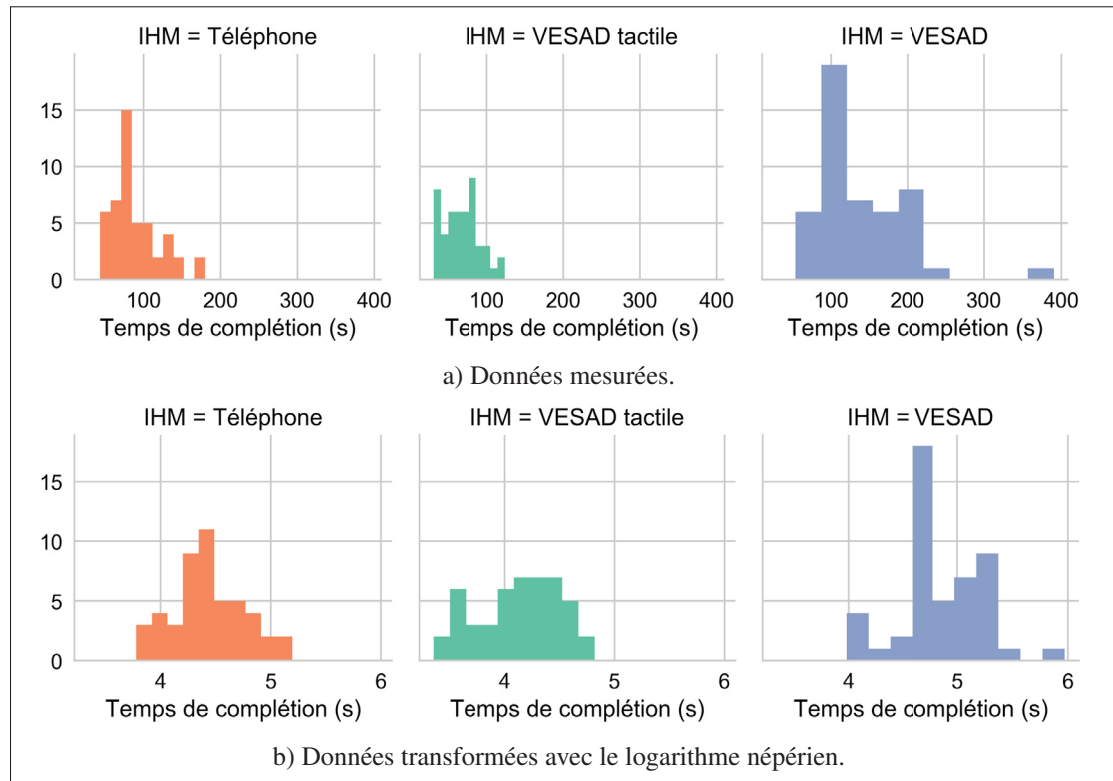 IHM = Téléphone IHM = VESAD tactile IHM = VESAD
15
10
5
0
100 200 300 400 100 200 300 400 100 200 300 400
Temps de complétion (s) Temps de complétion (s) Temps de complétion (s)
a) Données mesurées.
IHM = Téléphone IHM = VESAD tactile IHM = VESAD
15
10
5
0
4 5 6 4 5 6 4 5 6
Temps de complétion (s) Temps de complétion (s) Temps de complétion (s)
b) Données transformées avec le logarithme népérien.